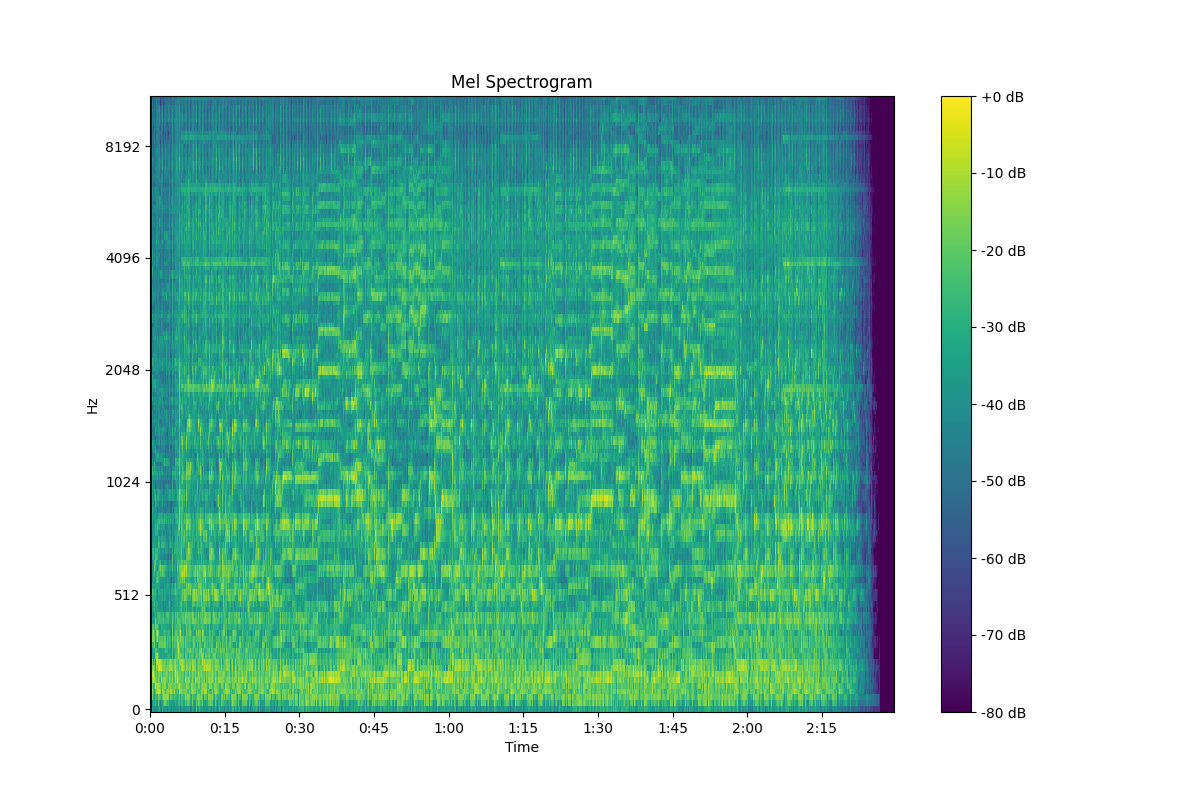 Mel Spectrogram
+0 dB
8192
-10 dB
-20 dB
4096
-30 dB
2048
-40 dB
Hz
1024
-50 dB
-60 dB
512
-70 dB
0
-80 dB
0:00 0:15 0:30 0:45 1:00 1:15 1:30 1:45 2:00 2:15
Time